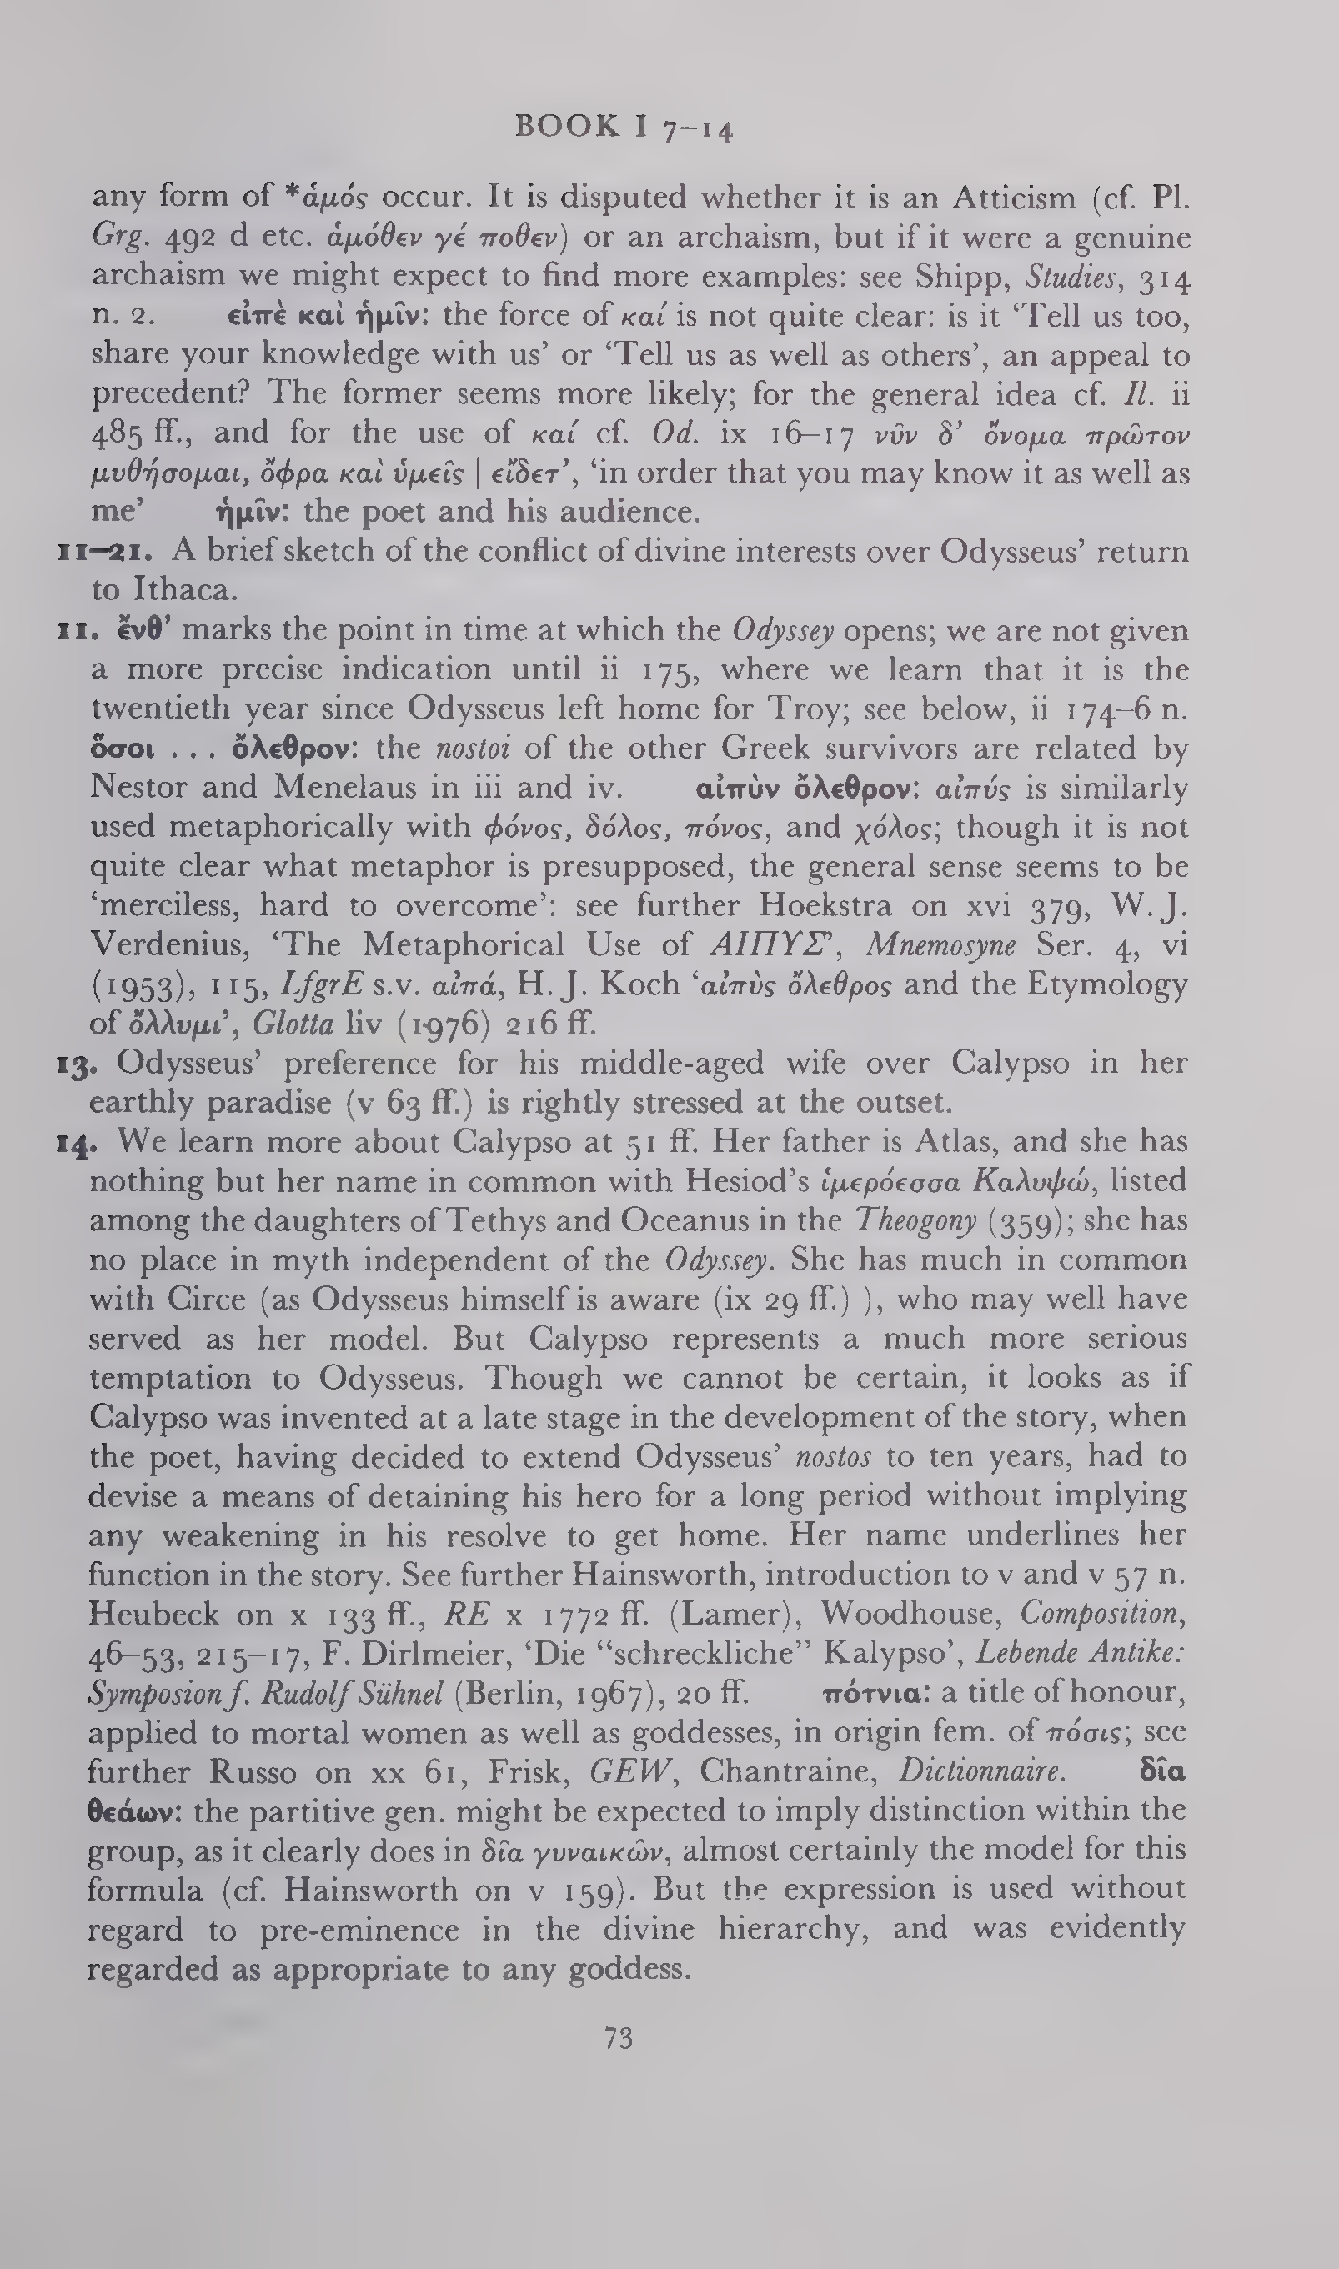 BOOK I 7–14
any form of *ἁμός occur. It is disputed whether it is an Atticism (cf. Pl.
Grg. 492 d etc. ἁμόθεν γέ ποθεν) or an archaism, but if it were a genuine
archaism we might expect to find more examples: see Shipp, Studies, 314
n. 2. εἰπὲ καὶ ἡμῖν: the force of καί is not quite clear: is it ‘Tell us too,
share your knowledge with us’ or ‘Tell us as well as others’, an appeal to
precedent? The former seems more likely; for the general idea cf. Il. ii
485 ff., and for the use of καί cf. Od. ix 16–17 νῦν δ’ ὄνομα πρῶτον
μυθήσομαι, ὄφρα καὶ ὑμεῖς | εἴδετ’, ‘in order that you may know it as well as
me’ ἡμῖν: the poet and his audience.
11–21. A brief sketch of the conflict of divine interests over Odysseus’ return
to Ithaca.
11. ἔνθ’ marks the point in time at which the Odyssey opens; we are not given
a more precise indication until ii 175, where we learn that it is the
twentieth year since Odysseus left home for Troy; see below, ii 174–6 n.
ὅσοι . . . ὄλεθρον: the nostoi of the other Greek survivors are related by
Nestor and Menelaus in iii and iv. αἰπὺν ὄλεθρον: αἰπύς is similarly
used metaphorically with φόνος, δόλος, πόνος, and χόλος; though it is not
quite clear what metaphor is presupposed, the general sense seems to be
‘merciless, hard to overcome’: see further Hoekstra on xvi 379, W. J.
Verdenius, ‘The Metaphorical Use of ΑΙΠΥΣ’, Mnemosyne Ser. 4, vi
(1953), 115, LfgrE s.v. αἰπά, H. J. Koch ‘αἰπὺς ὄλεθρος and the Etymology
of ὄλλυμι’, Glotta liv (1976) 216 ff.
13. Odysseus’ preference for his middle-aged wife over Calypso in her
earthly paradise (v 63 ff.) is rightly stressed at the outset.
14. We learn more about Calypso at 51 ff. Her father is Atlas, and she has
nothing but her name in common with Hesiod’s ἱμερόεσσα Καλυψώ, listed
among the daughters of Tethys and Oceanus in the Theogony (359); she has
no place in myth independent of the Odyssey. She has much in common
with Circe (as Odysseus himself is aware (ix 29 ff.) ), who may well have
served as her model. But Calypso represents a much more serious
temptation to Odysseus. Though we cannot be certain, it looks as if
Calypso was invented at a late stage in the development of the story, when
the poet, having decided to extend Odysseus’ nostos to ten years, had to
devise a means of detaining his hero for a long period without implying
any weakening in his resolve to get home. Her name underlines her
function in the story. See further Hainsworth, introduction to v and v 57 n.
Heubeck on x 133 ff., RE x 1772 ff. (Lamer), Woodhouse, Composition,
46–53, 215–17, F. Dirlmeier, ‘Die “schreckliche” Kalypso’, Lebende Antike:
Symposion f. Rudolf Sühnel (Berlin, 1967), 20 ff. πότνια: a title of honour,
applied to mortal women as well as goddesses, in origin fem. of πόσις; see
further Russo on xx 61, Frisk, GEW, Chantraine, Dictionnaire. δῖα
θεάων: the partitive gen. might be expected to imply distinction within the
group, as it clearly does in δῖα γυναικῶν, almost certainly the model for this
formula (cf. Hainsworth on v 159). But the expression is used without
regard to pre-eminence in the divine hierarchy, and was evidently
regarded as appropriate to any goddess.
73